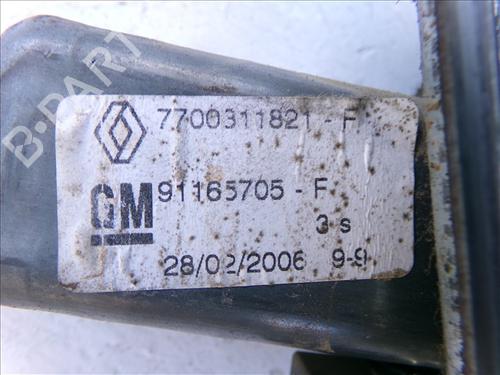 7700311821 - F
GM 91165705 - F
3 s
28/02/2006 9-9
B-PART